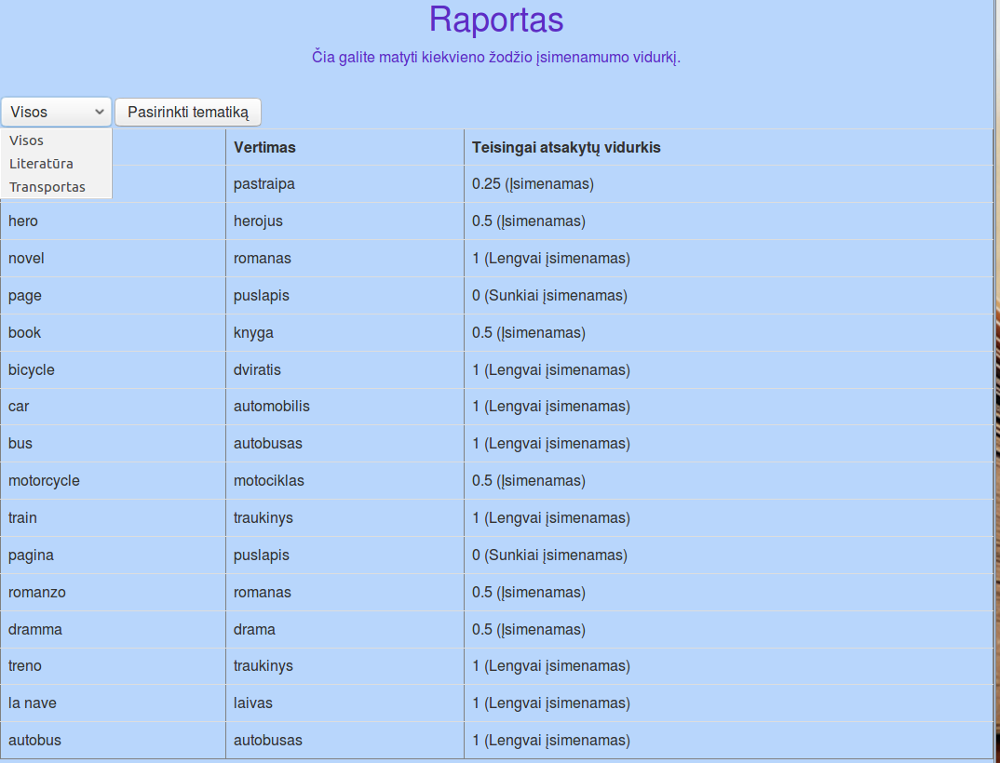 Raportas
Čia galite matyti kiekvieno žodžio įsimenamumo vidurkį.
Visos Pasirinkti tematiką
Visos
Literatūra
Transportas
Vertimas Teisingai atsakytų vidurkis
pastraipa 0.25 (Įsimenamas)
hero herojus 0.5 (Įsimenamas)
novel romanas 1 (Lengvai įsimenamas)
page puslapis 0 (Sunkiai įsimenamas)
book knyga 0.5 (Įsimenamas)
bicycle dviratis 1 (Lengvai įsimenamas)
car automobilis 1 (Lengvai įsimenamas)
bus autobusas 1 (Lengvai įsimenamas)
motorcycle motociklas 0.5 (Įsimenamas)
train traukinys 1 (Lengvai įsimenamas)
pagina puslapis 0 (Sunkiai įsimenamas)
romanzo romanas 0.5 (Įsimenamas)
dramma drama 0.5 (Įsimenamas)
treno traukinys 1 (Lengvai įsimenamas)
la nave laivas 1 (Lengvai įsimenamas)
autobus autobusas 1 (Lengvai įsimenamas)